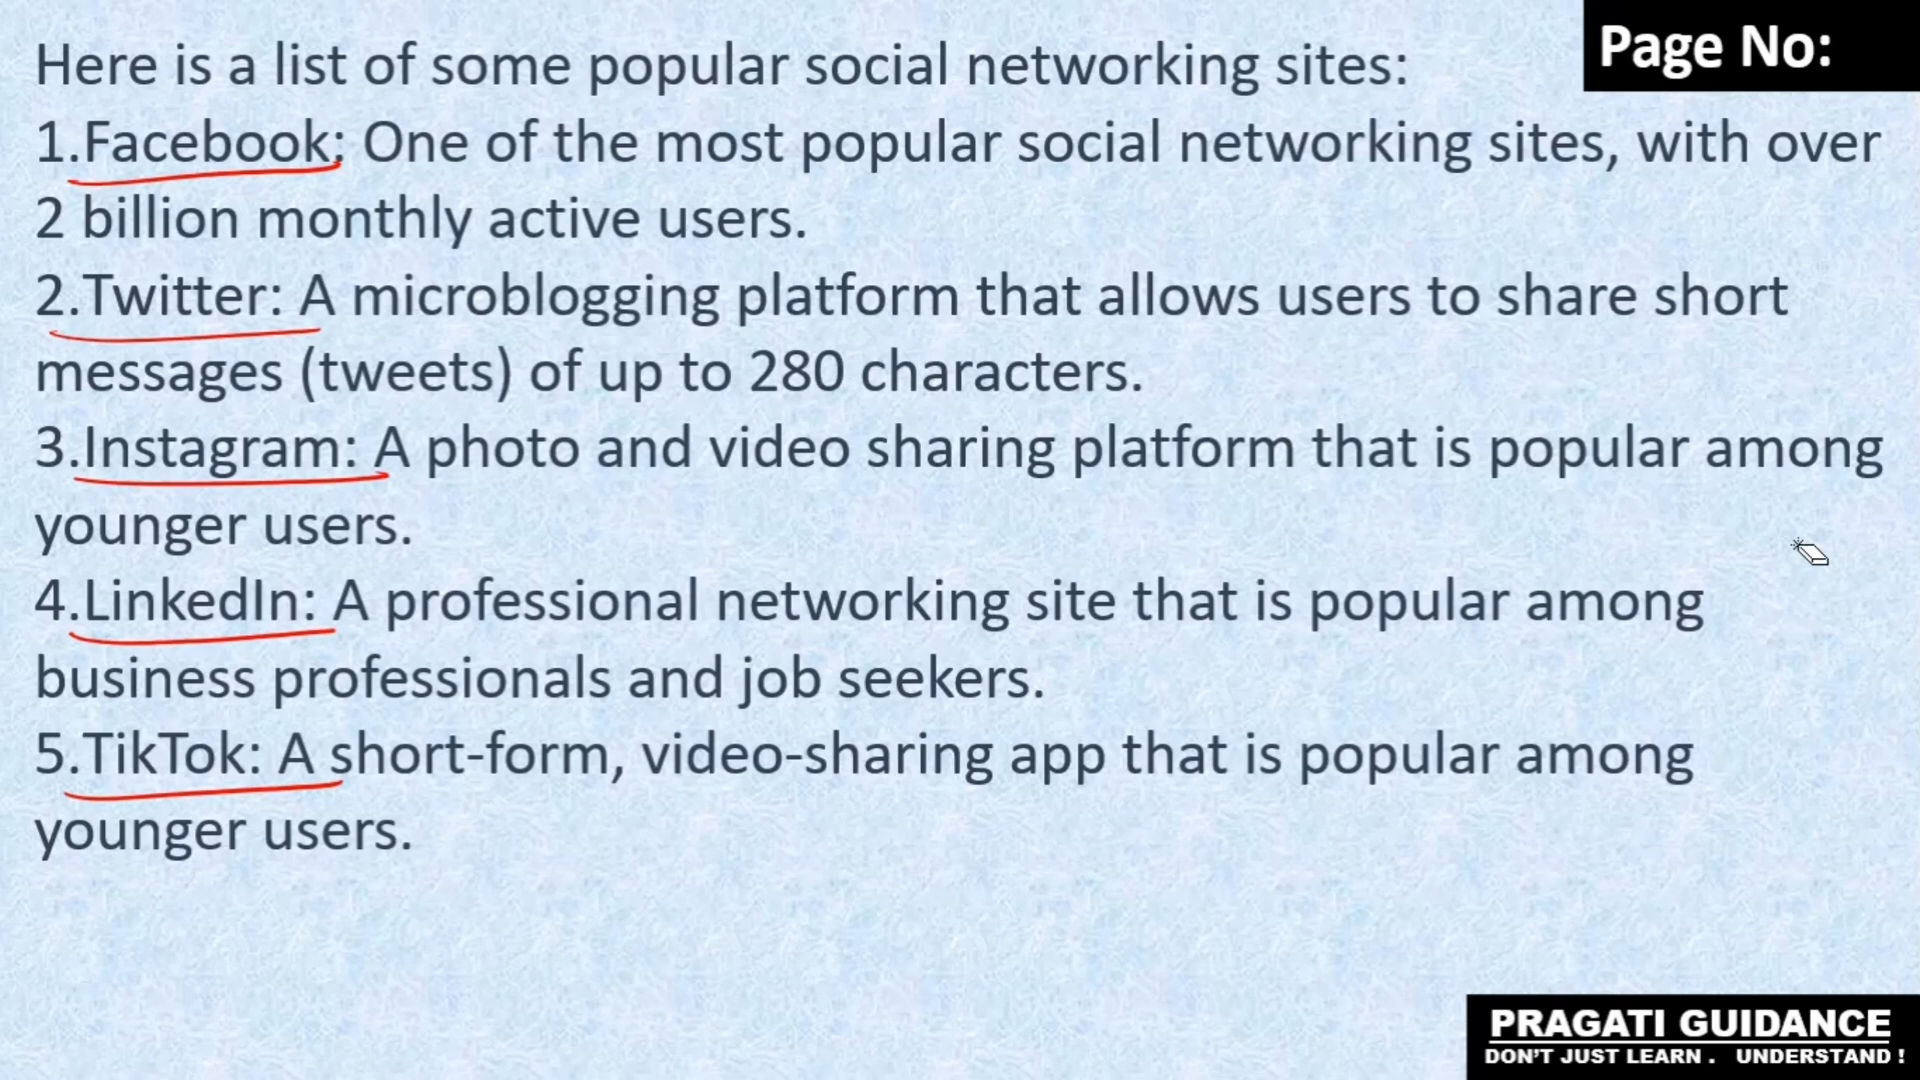 Page No:
Here is a list of some popular social networking sites:
1.Facebook: One of the most popular social networking sites, with over
2 billion monthly active users.
2.Twitter: A microblogging platform that allows users to share short
messages (tweets) of up to 280 characters.
3.Instagram: A photo and video sharing platform that is popular among
younger users.
4.LinkedIn: A professional networking site that is popular among
business professionals and job seekers.
5.TikTok: A short-form, video-sharing app that is popular among
younger users.
PRAGATI GUIDANCE
DON'T JUST LEARN . UNDERSTAND !